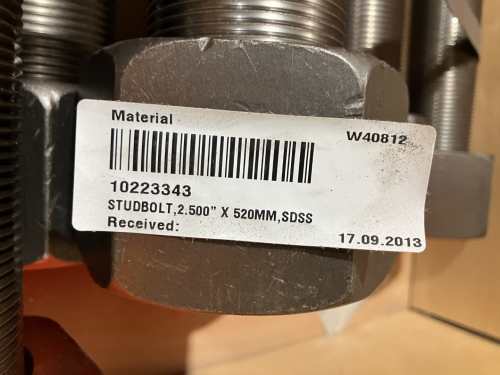 Material
W40812
10223343
STUDBOLT,2.500" X 520MM,SDSS
Received:
17.09.2013